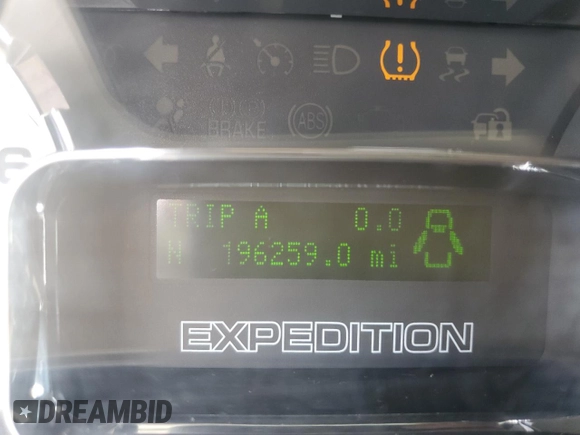 BRAKE
ABS
TRIP A 0.0
N 196259.0 mi
EXPEDITION
DREAMBID